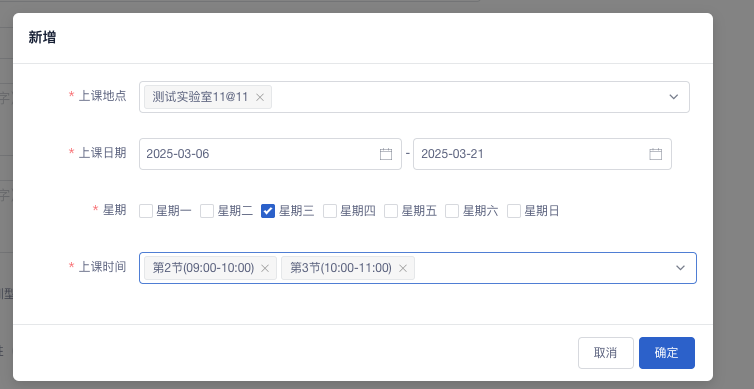 新增
* 上课地点 测试实验室11@11
* 上课日期 2025-03-06 - 2025-03-21
* 星期 星期一 星期二 星期三 星期四 星期五 星期六 星期日
* 上课时间 第2节(09:00-10:00) 第3节(10:00-11:00)
取消 确定